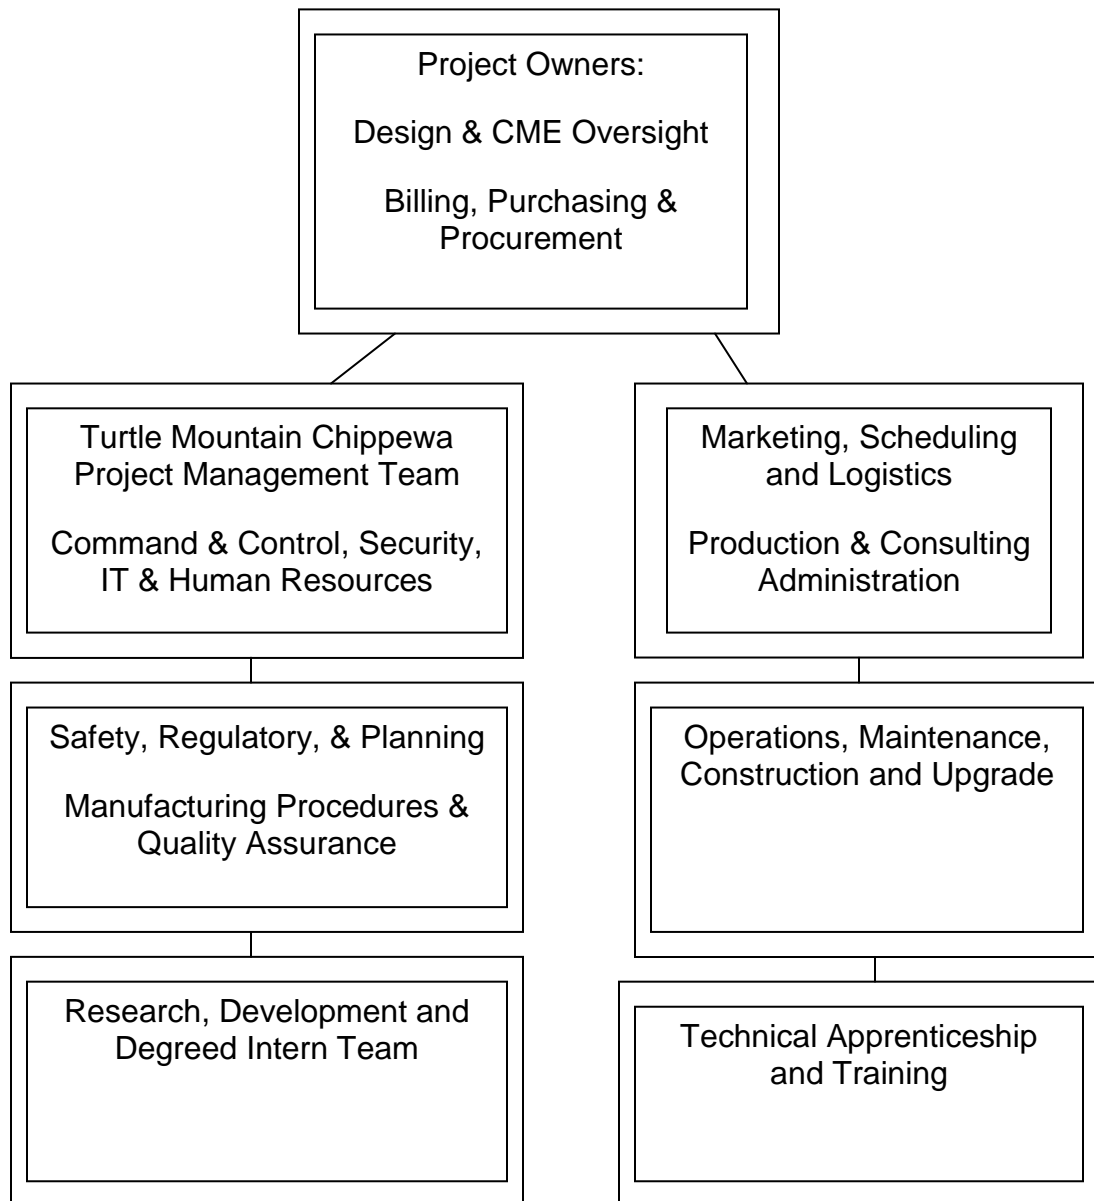 Project Owners:
Design & CME Oversight
Billing, Purchasing &
Procurement
Turtle Mountain Chippewa
Project Management Team
Command & Control, Security,
IT & Human Resources
Marketing, Scheduling
and Logistics
Production & Consulting
Administration
Safety, Regulatory, & Planning
Manufacturing Procedures &
Quality Assurance
Operations, Maintenance,
Construction and Upgrade
Research, Development and
Degreed Intern Team
Technical Apprenticeship
and Training